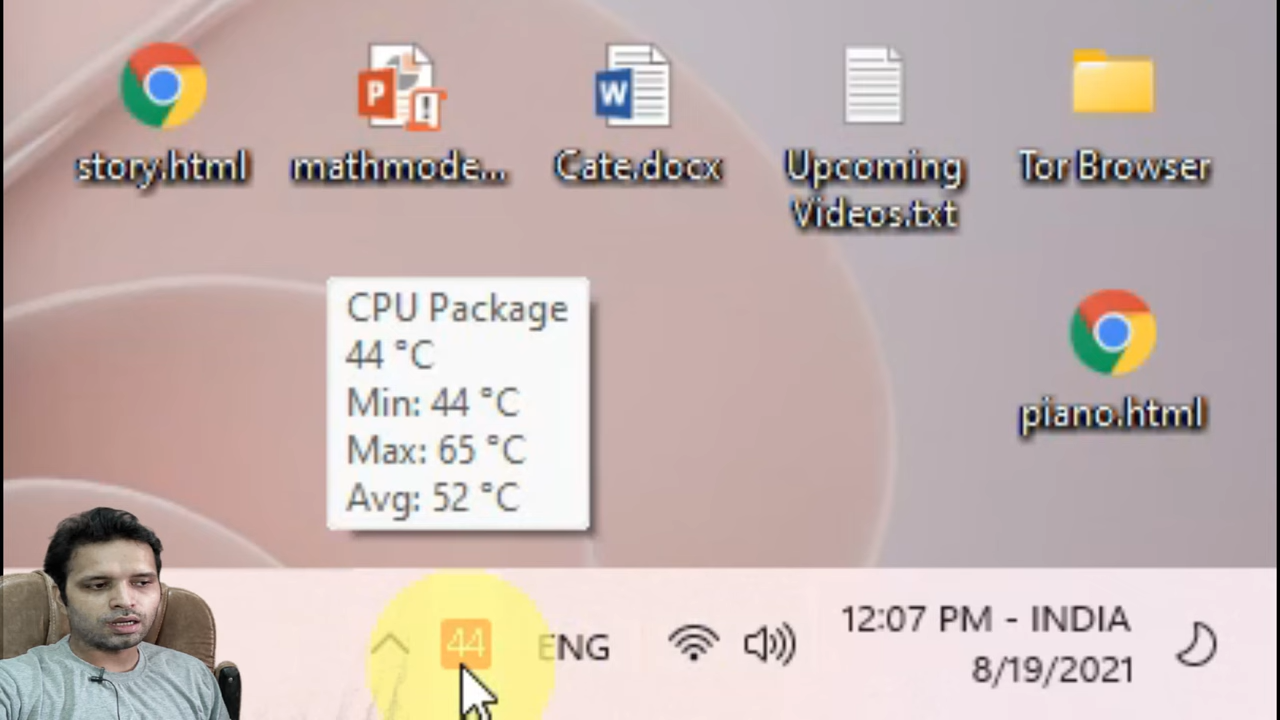 story.html
mathmode...
Cate.docx
Upcoming
Videos.txt
Tor Browser
piano.html
CPU Package
44 °C
Min: 44 °C
Max: 65 °C
Avg: 52 °C
44
ENG
12:07 PM - INDIA
8/19/2021
P
W